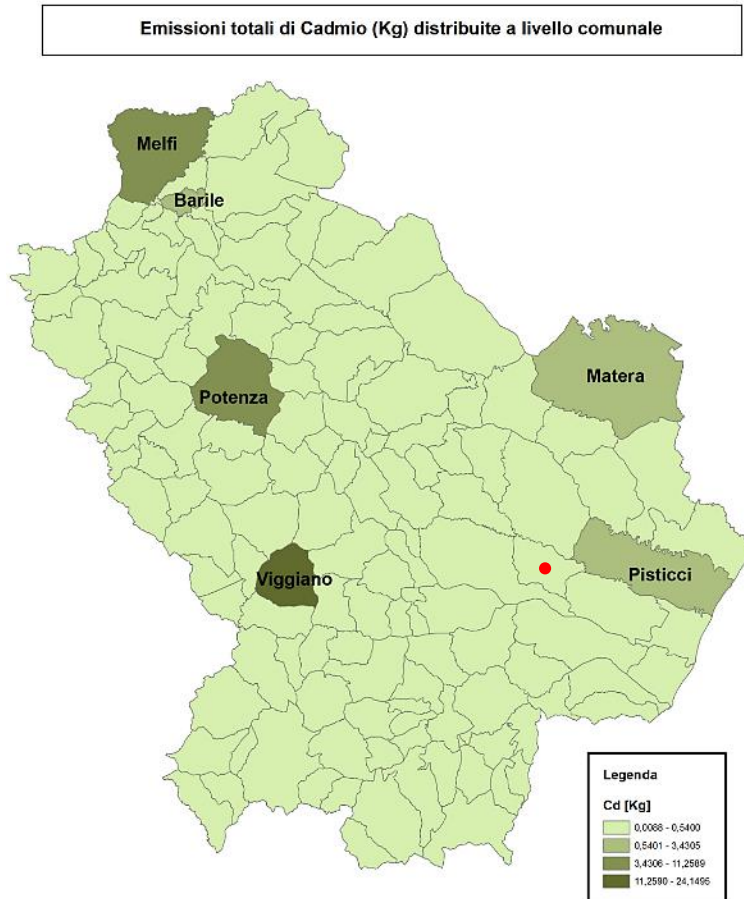 Emissioni totali di Cadmio (Kg) distribuite a livello comunale
Melfi
Barile
Matera
Potenza
Viggiano
Pisticci
Legenda
Cd [Kg]
0,0088 - 0,5400
0,5401 - 3,4305
3,4306 - 11,2589
11,2590 - 24,1495